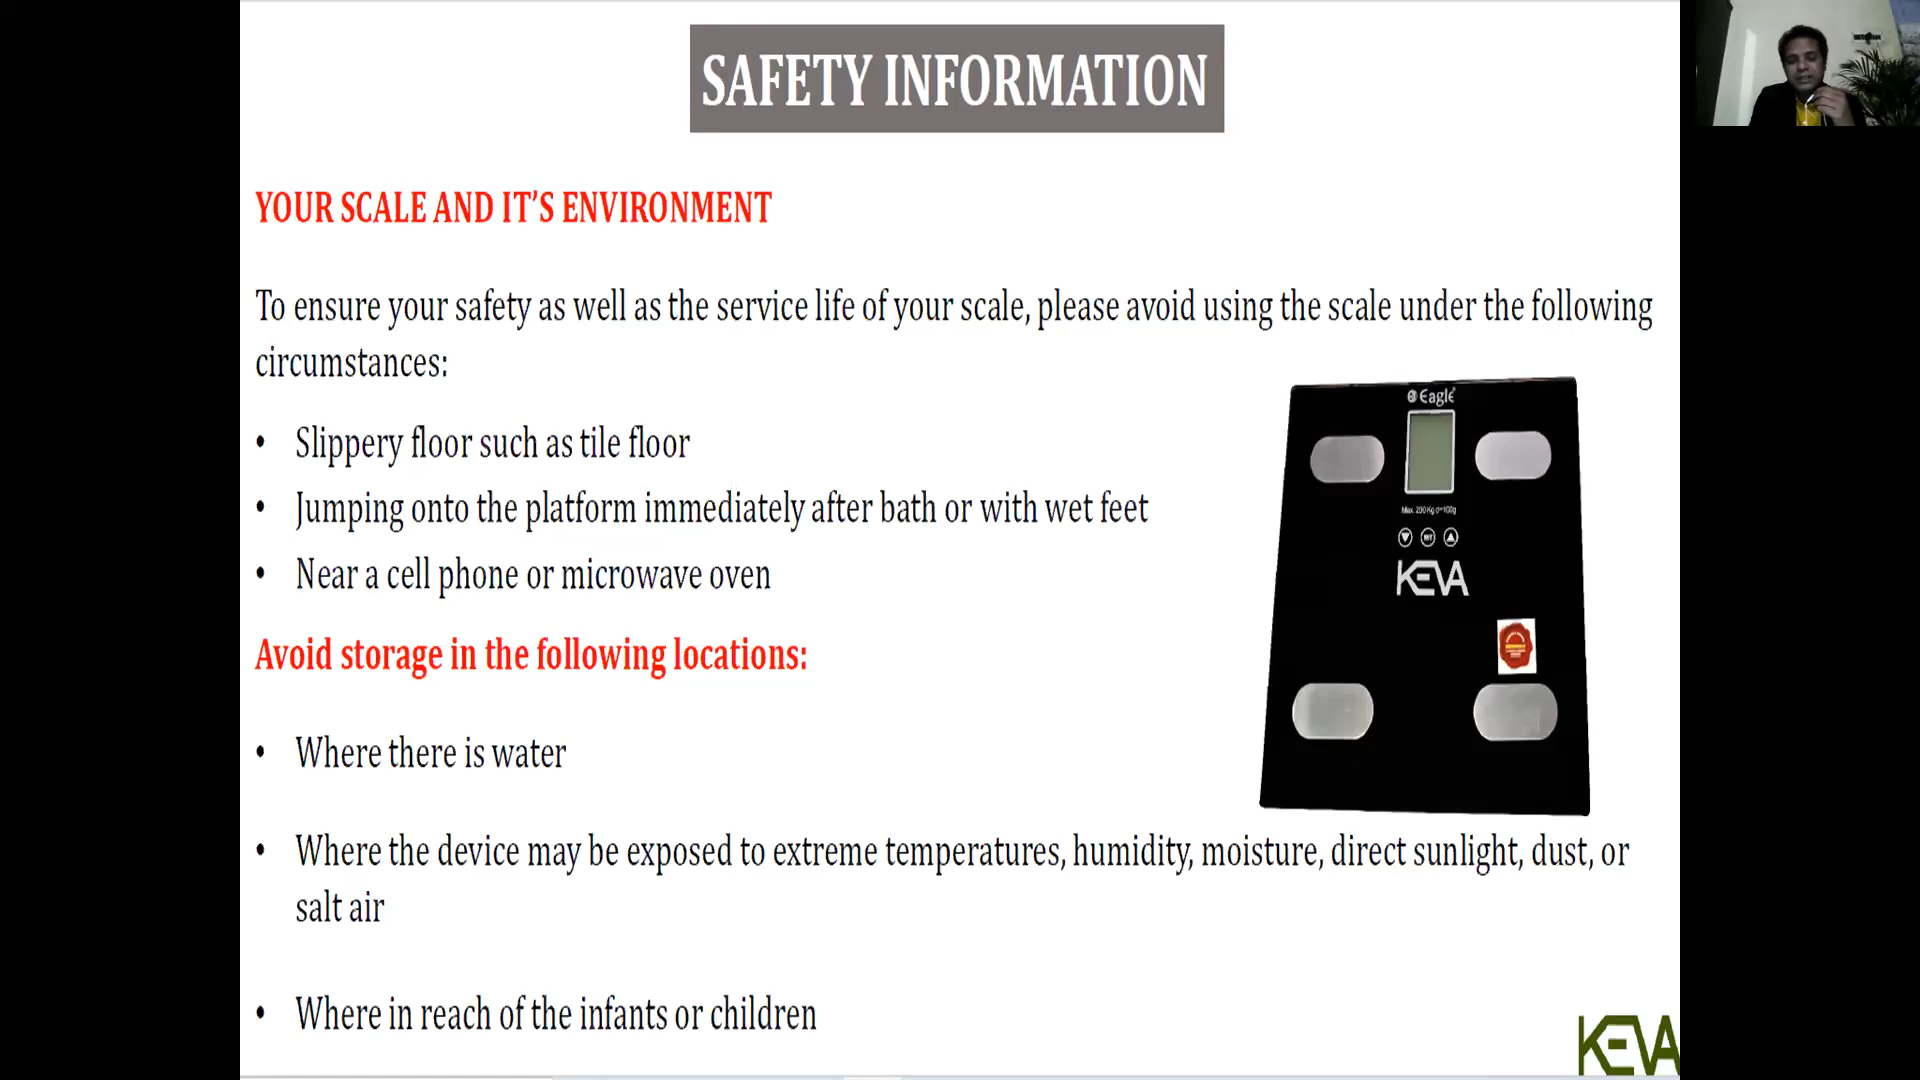 SAFETY INFORMATION
YOUR SCALE AND IT'S ENVIRONMENT
To ensure your safety as well as the service life of your scale, please avoid using the scale under the following
circumstances:
• Slippery floor such as tile floor
• Jumping onto the platform immediately after bath or with wet feet
• Near a cell phone or microwave oven
Eagle
SET
KEVA
Avoid storage in the following locations:
• Where there is water
• Where the device may be exposed to extreme temperatures, humidity, moisture, direct sunlight, dust, or
salt air
• Where in reach of the infants or children
KEVA